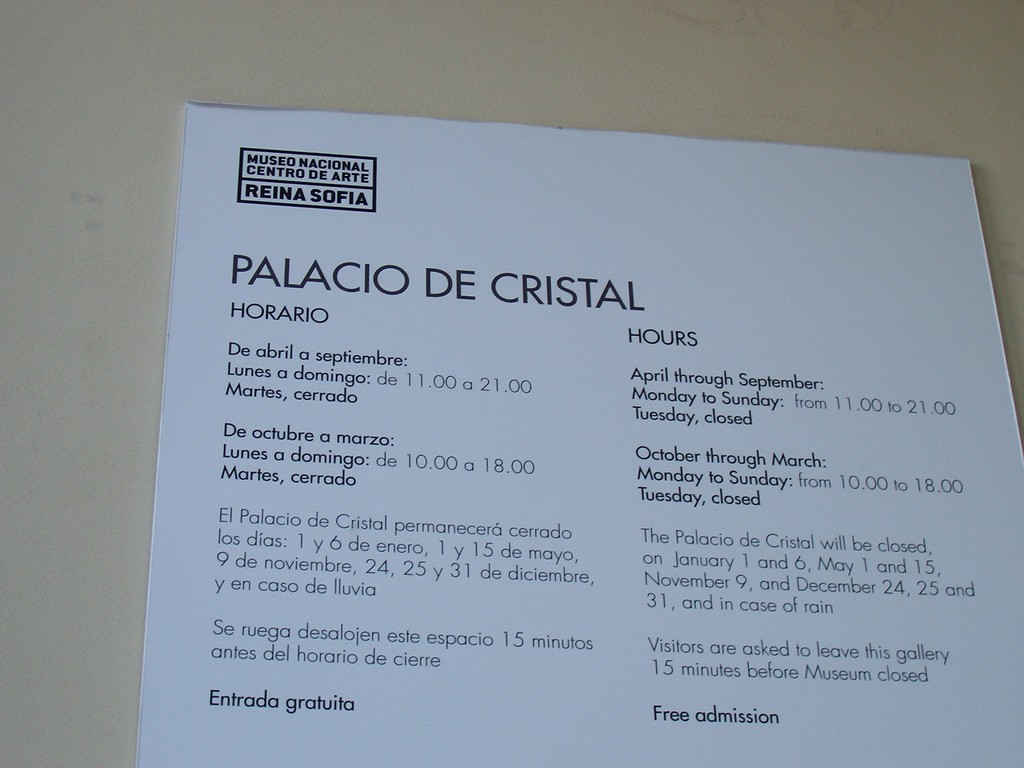 MUSEO NACIONAL
CENTRO DE ARTE
REINA SOFIA
PALACIO DE CRISTAL
HORARIO
De abril a septiembre:
Lunes a domingo: de 11.00 a 21.00
Martes, cerrado
De octubre a marzo:
Lunes a domingo: de 10.00 a 18.00
Martes, cerrado
El Palacio de Cristal permanecerá cerrado
los días: 1 y 6 de enero, 1 y 15 de mayo,
9 de noviembre, 24, 25 y 31 de diciembre,
y en caso de lluvia
Se ruega desalojen este espacio 15 minutos
antes del horario de cierre
Entrada gratuita
HOURS
April through September:
Monday to Sunday: from 11.00 to 21.00
Tuesday, closed
October through March:
Monday to Sunday: from 10.00 to 18.00
Tuesday, closed
The Palacio de Cristal will be closed,
on January 1 and 6, May 1 and 15,
November 9, and December 24, 25 and
31, and in case of rain
Visitors are asked to leave this gallery
15 minutes before Museum closed
Free admission